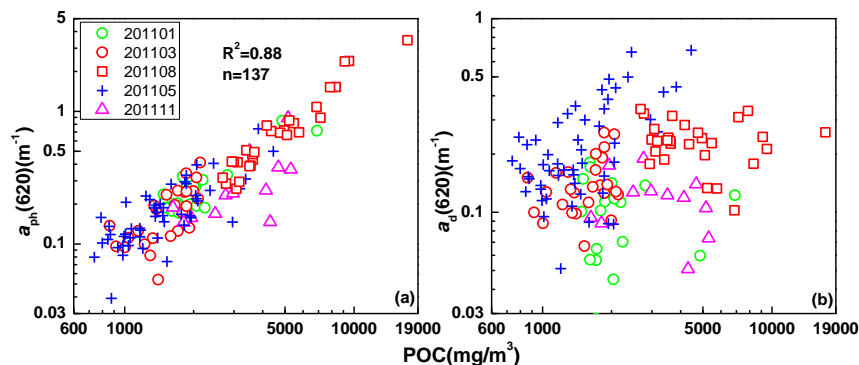 5
1
0.5
0.1
0.03
a_ph(620)(m⁻¹)
201101
201103
201108
201105
201111
R²=0.88
n=137
(a)
600 1000 5000 10000 19000
1
0.5
0.1
0.03
a_d(620)(m⁻¹)
(b)
600 1000 5000 10000 19000
POC(mg/m³)